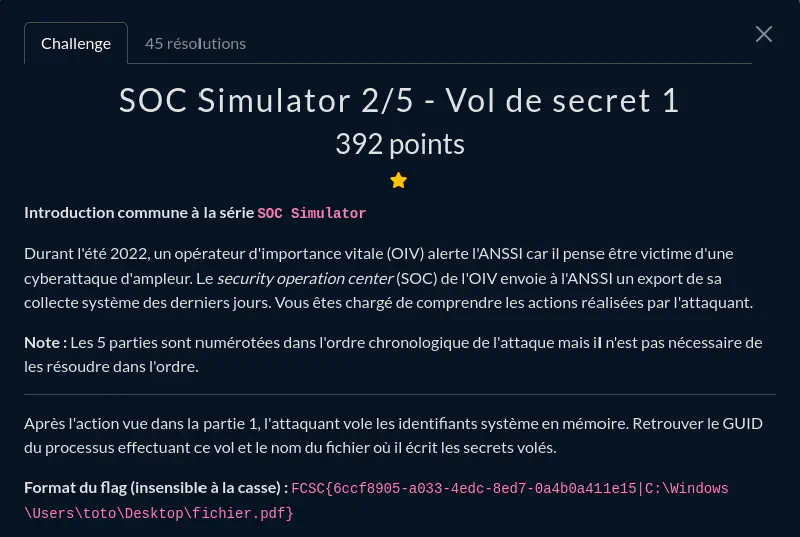 Challenge
45 résolutions
SOC Simulator 2/5 - Vol de secret 1
392 points
Introduction commune à la série SOC Simulator
Durant l'été 2022, un opérateur d'importance vitale (OIV) alerte l'ANSSI car il pense être victime d'une
cyberattaque d'ampleur. Le security operation center (SOC) de l'OIV envoie à l'ANSSI un export de sa
collecte système des derniers jours. Vous êtes chargé de comprendre les actions réalisées par l'attaquant.
Note : Les 5 parties sont numérotées dans l'ordre chronologique de l'attaque mais il n'est pas nécessaire de
les résoudre dans l'ordre.
Après l'action vue dans la partie 1, l'attaquant vole les identifiants système en mémoire. Retrouver le GUID
du processus effectuant ce vol et le nom du fichier où il écrit les secrets volés.
Format du flag (insensible à la casse) : FCSC{6ccf8905-a033-4edc-8ed7-0a4b0a411e15|C:\Windows
\Users\toto\Desktop\fichier.pdf}